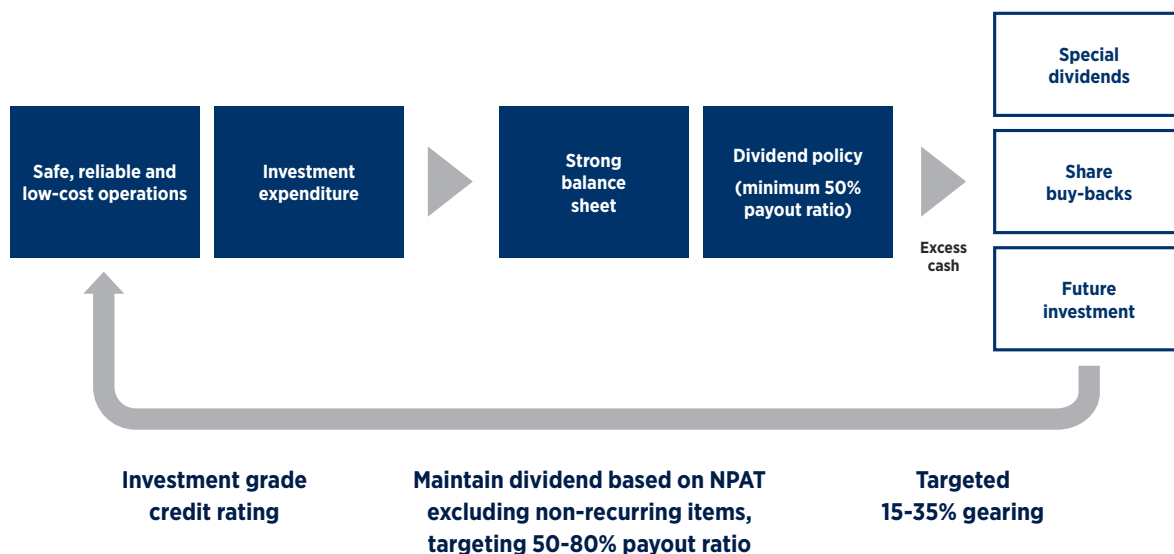 Safe, reliable and
low-cost operations
Investment
expenditure
Strong
balance
sheet
Dividend policy
(minimum 50%
payout ratio)
Excess
cash
Special
dividends
Share
buy-backs
Future
investment
Investment grade
credit rating
Maintain dividend based on NPAT
excluding non-recurring items,
targeting 50-80% payout ratio
Targeted
15-35% gearing